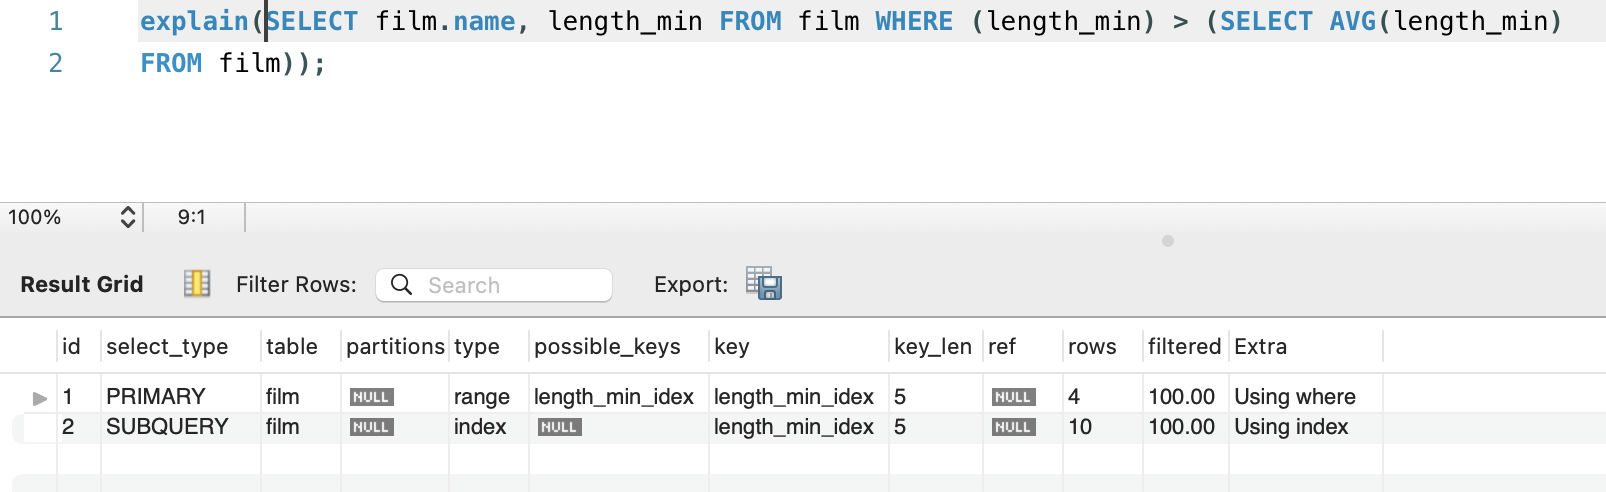 1 explain(SELECT film.name, length_min FROM film WHERE (length_min) > (SELECT AVG(length_min)
2 FROM film));
100% 9:1
Result Grid Filter Rows: Search Export:
id select_type table partitions type possible_keys key key_len ref rows filtered Extra
1 PRIMARY film NULL range length_min_idex length_min_idex 5 NULL 4 100.00 Using where
2 SUBQUERY film NULL index NULL length_min_idex 5 NULL 10 100.00 Using index